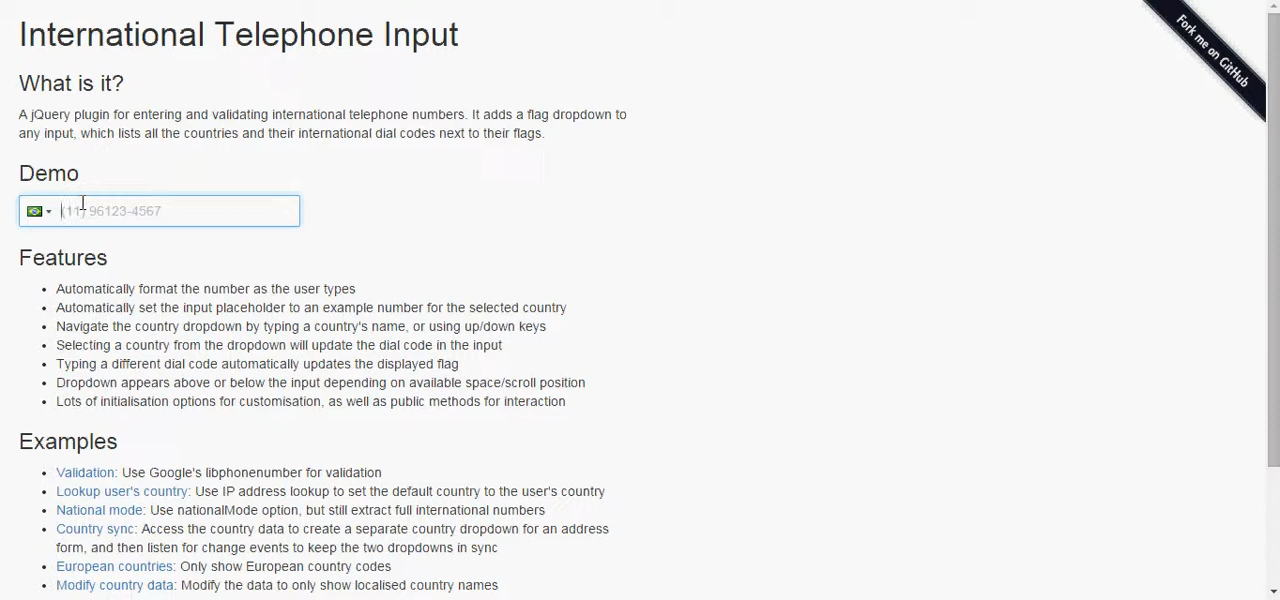 International Telephone Input
Fork me on GitHub
What is it?
A jQuery plugin for entering and validating international telephone numbers. It adds a flag dropdown to
any input, which lists all the countries and their international dial codes next to their flags.
Demo
(11) 96123-4567
Features
Automatically format the number as the user types
Automatically set the input placeholder to an example number for the selected country
Navigate the country dropdown by typing a country's name, or using up/down keys
Selecting a country from the dropdown will update the dial code in the input
Typing a different dial code automatically updates the displayed flag
Dropdown appears above or below the input depending on available space/scroll position
Lots of initialisation options for customisation, as well as public methods for interaction
Examples
Validation: Use Google's libphonenumber for validation
Lookup user's country: Use IP address lookup to set the default country to the user's country
National mode: Use nationalMode option, but still extract full international numbers
Country sync: Access the country data to create a separate country dropdown for an address
form, and then listen for change events to keep the two dropdowns in sync
European countries: Only show European country codes
Modify country data: Modify the data to only show localised country names